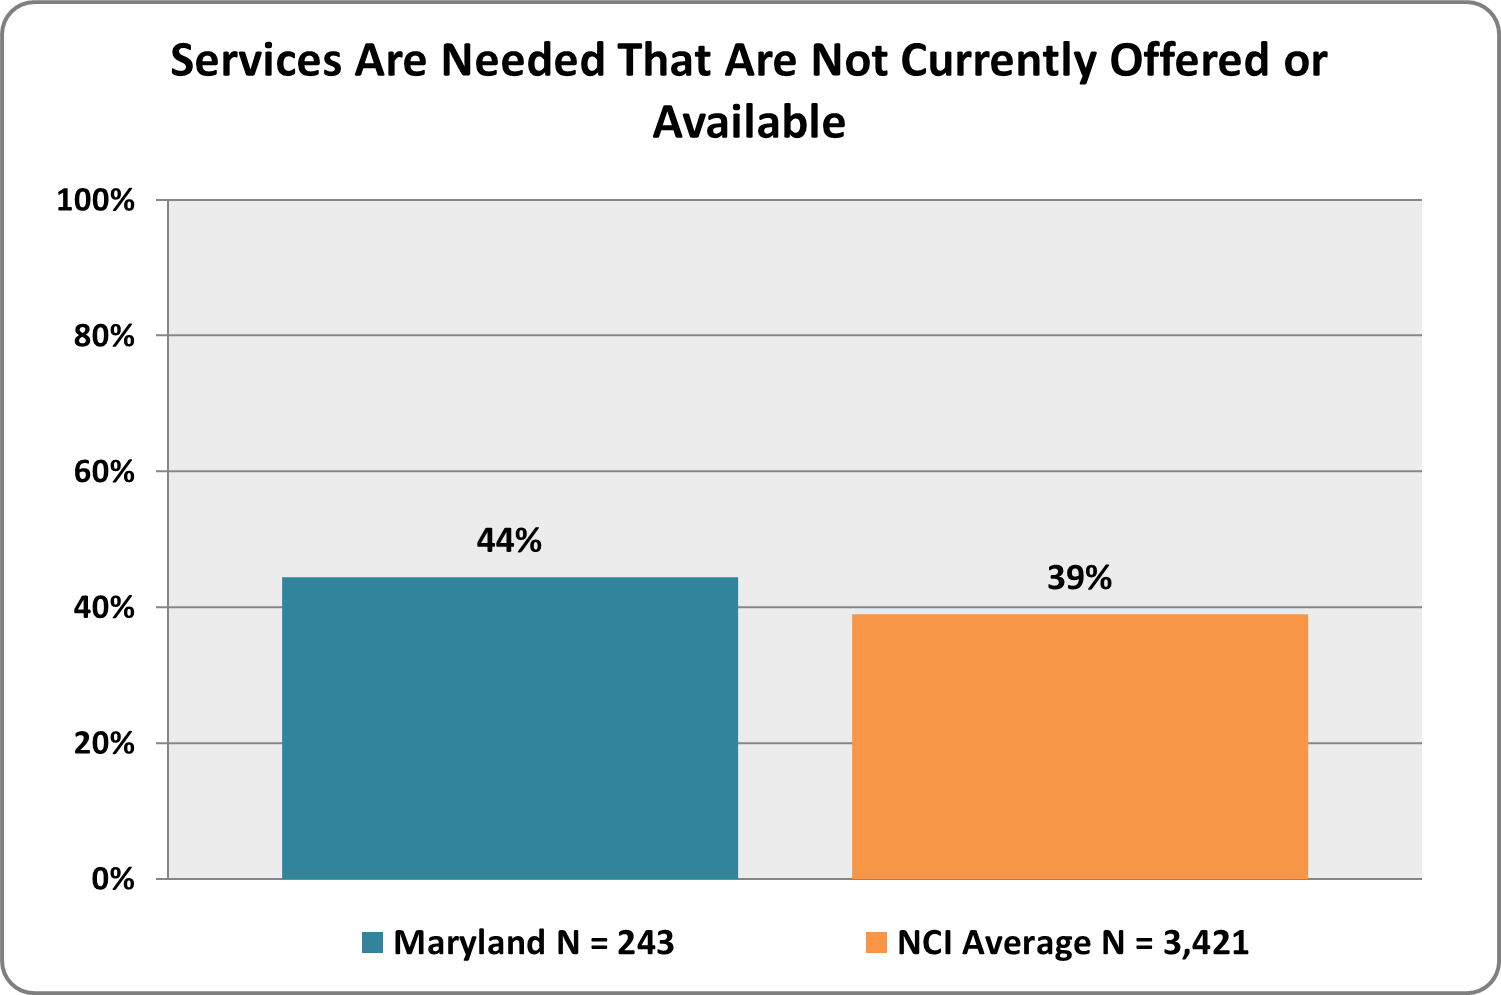 Services Are Needed That Are Not Currently Offered or
Available
100%
80%
60%
44%
39%
40%
20%
0%
Maryland N = 243
NCI Average N = 3,421